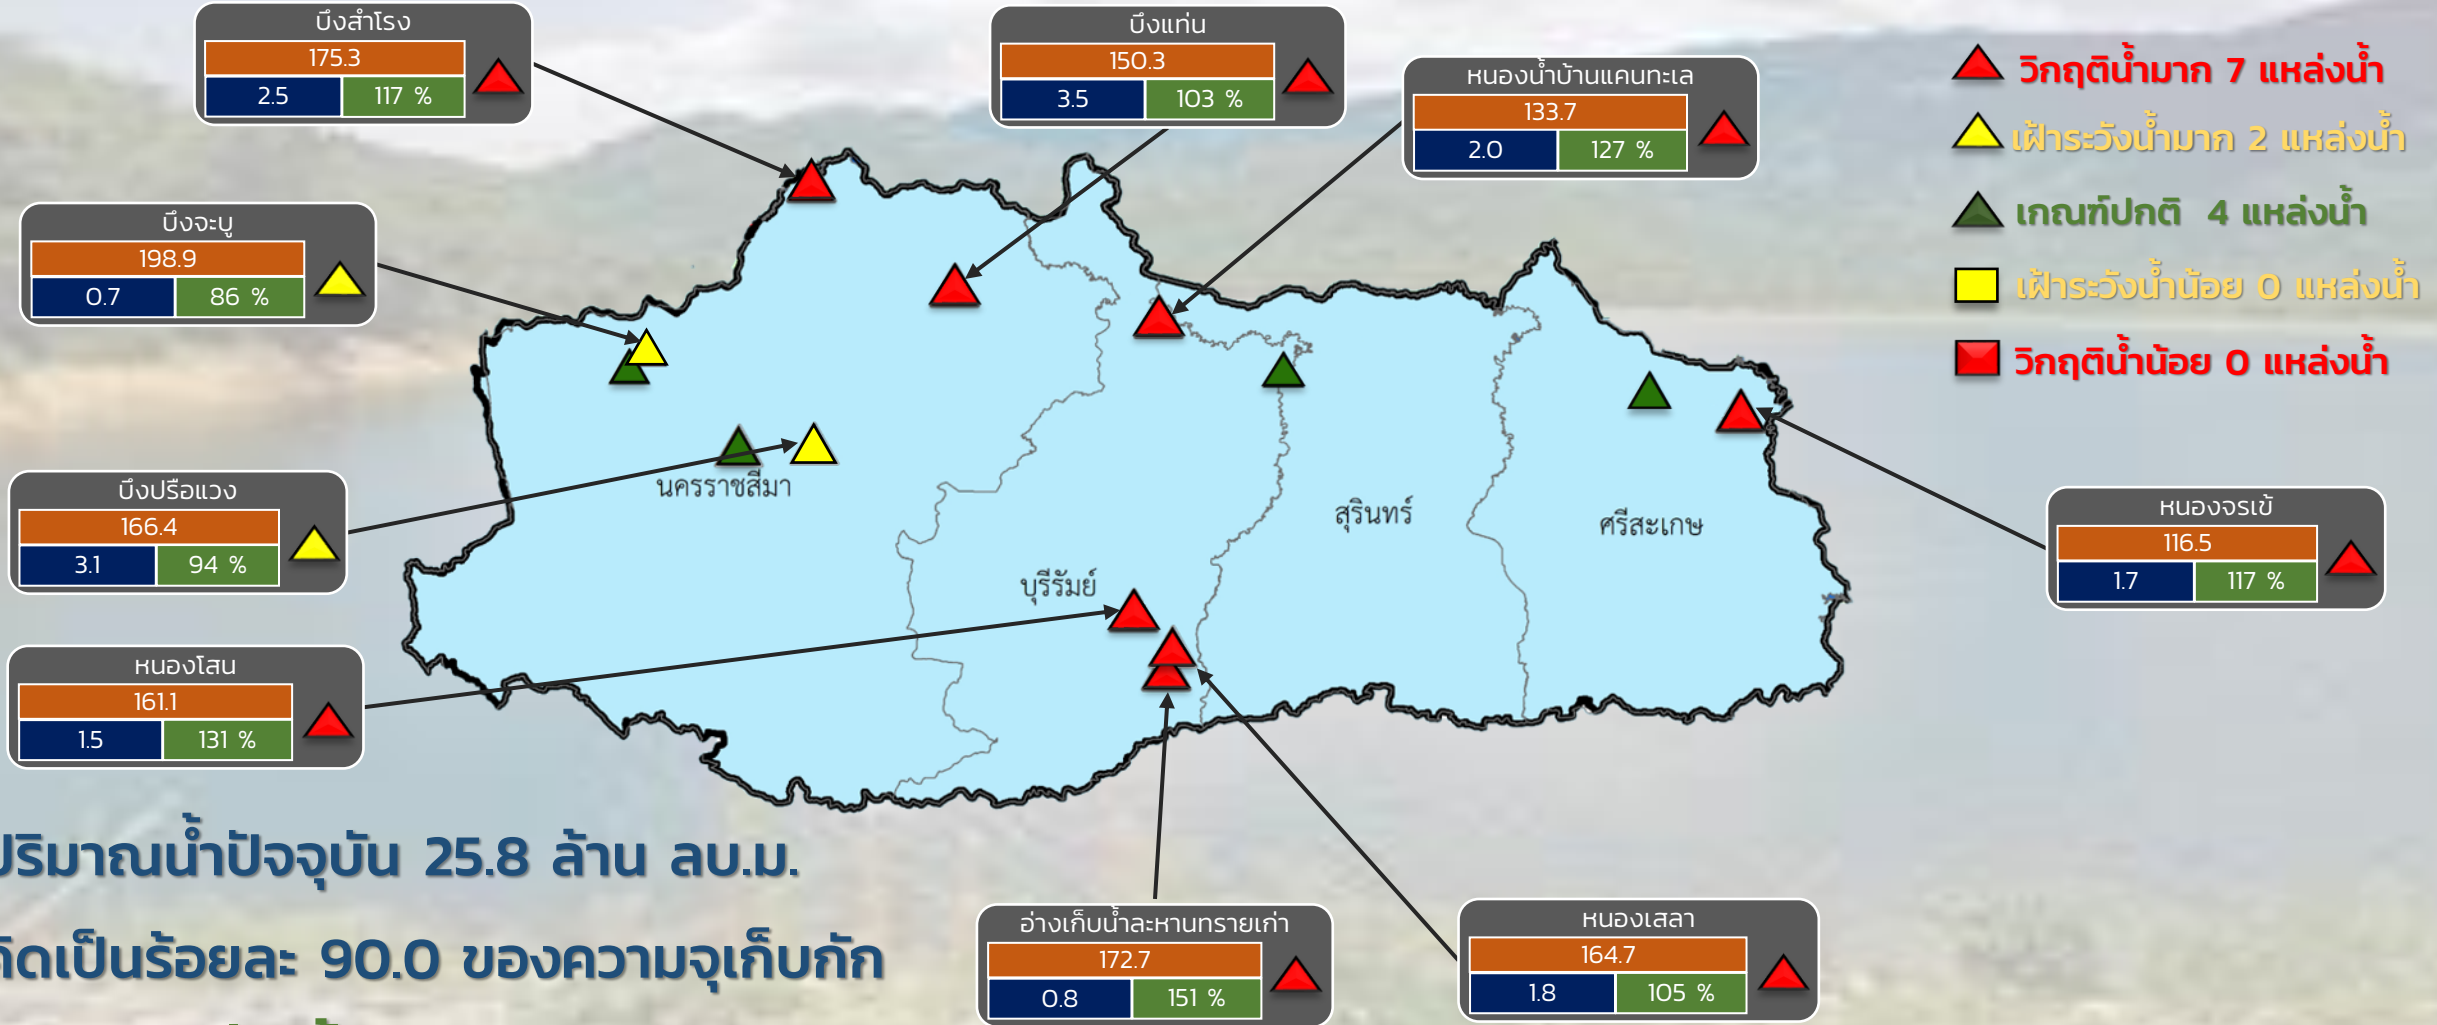 บึงสำโรง
175.3
2.5 117 %
บึงแท่น
150.3
3.5 103 %
หนองน้ำบ้านแคนทะเล
133.7
2.0 127 %
วิกฤติน้ำมาก 7 แหล่งน้ำ
เฝ้าระวังน้ำมาก 2 แหล่งน้ำ
เกณฑ์ปกติ 4 แหล่งน้ำ
เฝ้าระวังน้ำน้อย 0 แหล่งน้ำ
วิกฤติน้ำน้อย 0 แหล่งน้ำ
บึงจะบู
198.9
0.7 86 %
บึงปรือแวง
166.4
3.1 94 %
นครราชสีมา
สุรินทร์
ศรีสะเกษ
บุรีรัมย์
หนองจรเข้
116.5
1.7 117 %
หนองโสน
161.1
1.5 131 %
ปริมาณน้ำปัจจุบัน 25.8 ล้าน ลบ.ม.
คิดเป็นร้อยละ 90.0 ของความจุเก็บกัก
อ่างเก็บน้ำละหานทรายเก่า
172.7
0.8 151 %
หนองเสลา
164.7
1.8 105 %